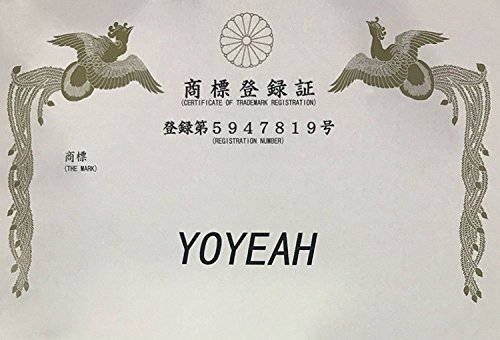 商標登録証
(CERTIFICATE OF TRADEMARK REGISTRATION)
登録第5947819号
(REGISTRATION NUMBER)
商標
(THE MARK)
YOYEAH